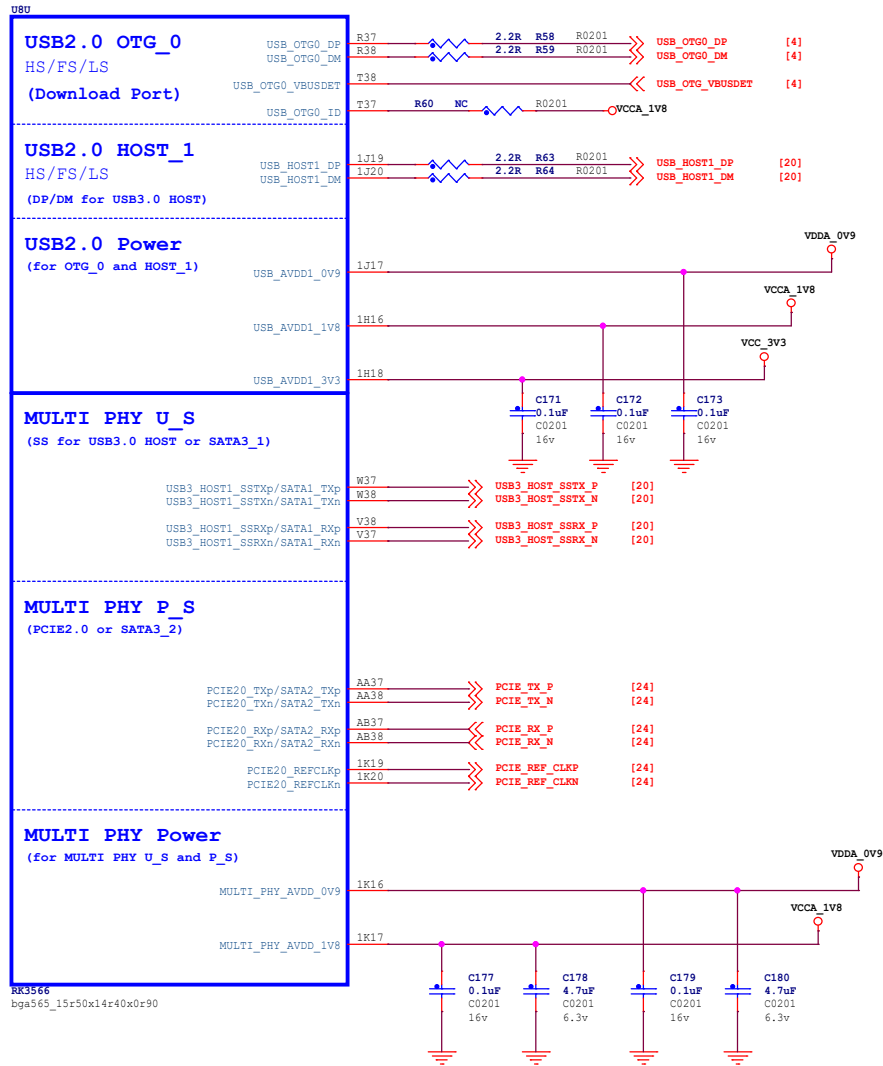 U8U
USB2.0 OTG_0
HS/FS/LS
(Download Port)
USB_OTG0_DP R37 2.2R R58 R0201 USB_OTG0_DP [4]
USB_OTG0_DM R38 2.2R R59 R0201 USB_OTG0_DM [4]
USB_OTG0_VBUSDET T38 USB_OTG_VBUSDET [4]
USB_OTG0_ID T37 R60 NC R0201 VCCA_1V8
USB2.0 HOST_1
HS/FS/LS
(DP/DM for USB3.0 HOST)
USB_HOST1_DP 1J19 2.2R R63 R0201 USB_HOST1_DP [20]
USB_HOST1_DM 1J20 2.2R R64 R0201 USB_HOST1_DM [20]
USB2.0 Power
(for OTG_0 and HOST_1)
VDDA_0V9
USB_AVDD1_0V9 1J17
VCCA_1V8
USB_AVDD1_1V8 1H16
VCC_3V3
USB_AVDD1_3V3 1H18
C171 C172 C173
0.1uF 0.1uF 0.1uF
C0201 C0201 C0201
16v 16v 16v
MULTI PHY U_S
(SS for USB3.0 HOST or SATA3_1)
USB3_HOST1_SSTXp/SATA1_TXp W37 USB3_HOST_SSTX_P [20]
USB3_HOST1_SSTXn/SATA1_TXn W38 USB3_HOST_SSTX_N [20]
USB3_HOST1_SSRXp/SATA1_RXp V38 USB3_HOST_SSRX_P [20]
USB3_HOST1_SSRXn/SATA1_RXn V37 USB3_HOST_SSRX_N [20]
MULTI PHY P_S
(PCIE2.0 or SATA3_2)
PCIE20_TXp/SATA2_TXp AA37 PCIE_TX_P [24]
PCIE20_TXn/SATA2_TXn AA38 PCIE_TX_N [24]
PCIE20_RXp/SATA2_RXp AB37 PCIE_RX_P [24]
PCIE20_RXn/SATA2_RXn AB38 PCIE_RX_N [24]
PCIE20_REFCLKp 1K19 PCIE_REF_CLKP [24]
PCIE20_REFCLKn 1K20 PCIE_REF_CLKN [24]
MULTI PHY Power
(for MULTI PHY U_S and P_S)
VDDA_0V9
MULTI_PHY_AVDD_0V9 1K16
VCCA_1V8
MULTI_PHY_AVDD_1V8 1K17
C177 C178 C179 C180
0.1uF 4.7uF 0.1uF 4.7uF
C0201 C0201 C0201 C0201
16v 6.3v 16v 6.3v
RK3566
bga565_15r50x14r40x0r90